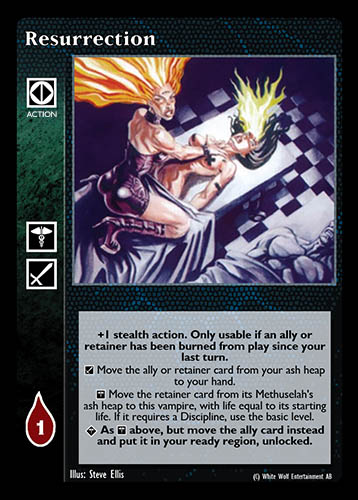 Resurrection
ACTION
+1 stealth action. Only usable if an ally or
retainer has been burned from play since your
last turn.
Move the ally or retainer card from your ash heap
to your hand.
Move the retainer card from its Methuselah's
ash heap to this vampire, with life equal to its starting
life. If it requires a Discipline, use the basic level.
As above, but move the ally card instead
and put it in your ready region, unlocked.
1
Illus: Steve Ellis
(C) White Wolf Entertainment AB